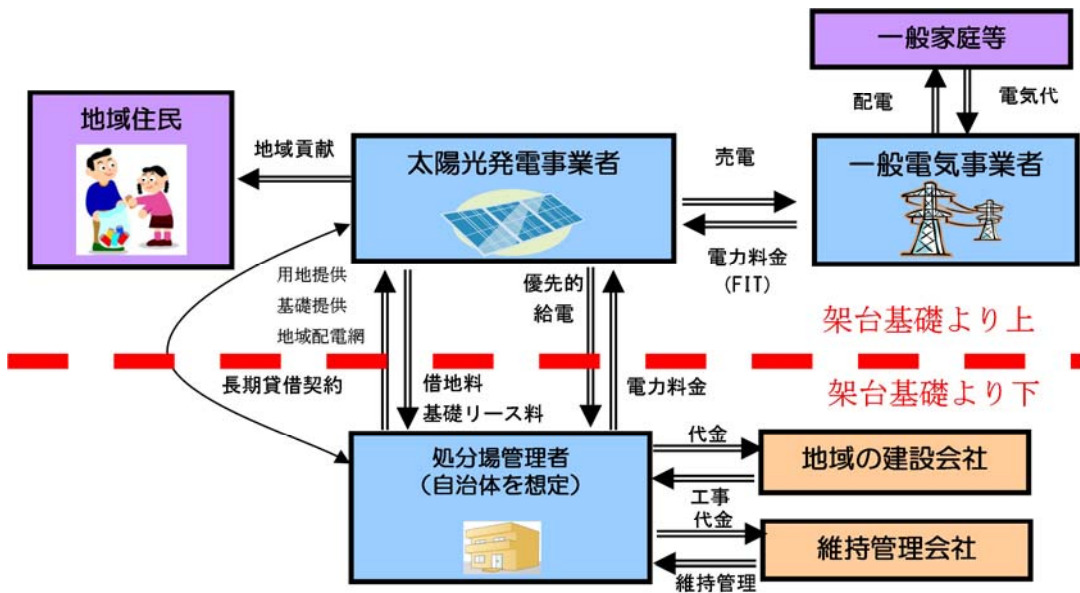 一般家庭等
配電
電気代
地域住民
地域貢献
太陽光発電事業者
売電
一般電気事業者
電力料金
(FIT)
用地提供
基礎提供
地域配電網
優先的
給電
架台基礎より上
架台基礎より下
長期貸借契約
借地料
基礎リース料
電力料金
処分場管理者
(自治体を想定)
代金
地域の建設会社
工事
代金
維持管理会社
維持管理